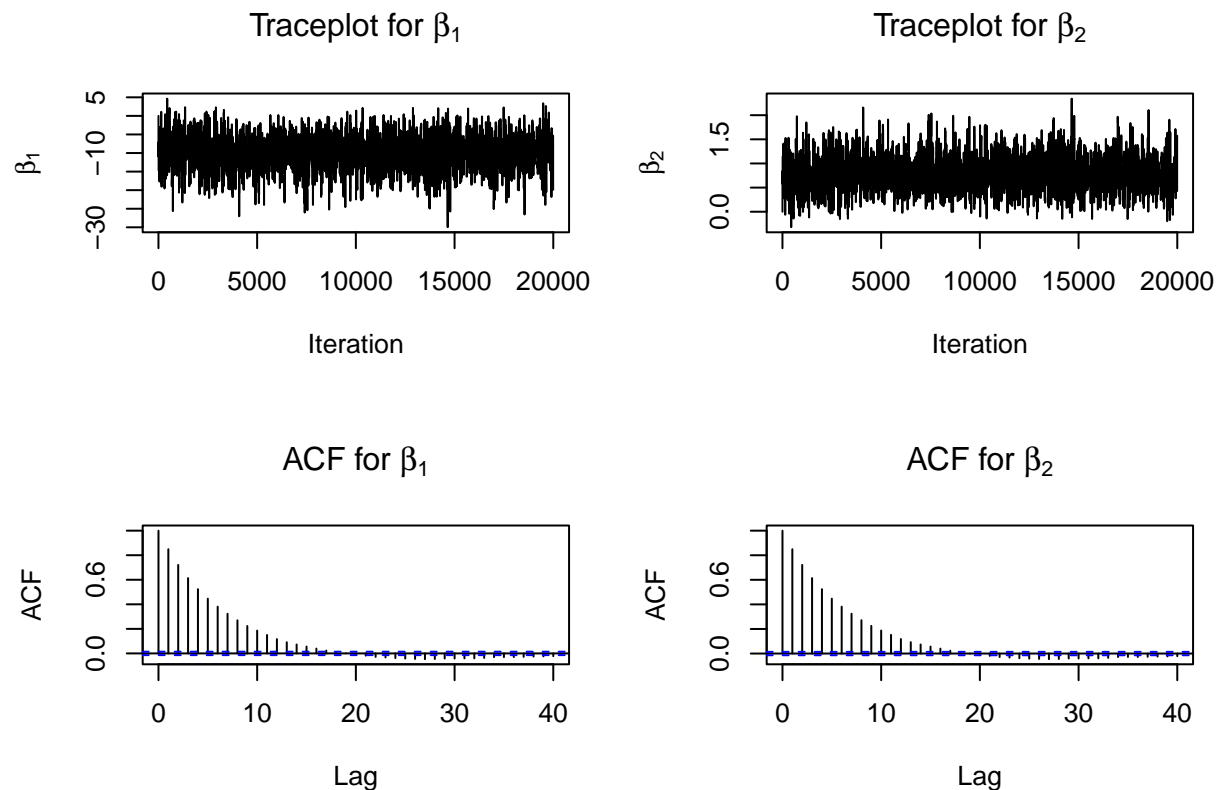 Traceplot for β₁
5
−10
−30
β₁
0 5000 10000 15000 20000
Iteration
Traceplot for β₂
1.5
0.0
β₂
0 5000 10000 15000 20000
Iteration
ACF for β₁
0.6
0.0
ACF
0 10 20 30 40
Lag
ACF for β₂
0.6
0.0
ACF
0 10 20 30 40
Lag